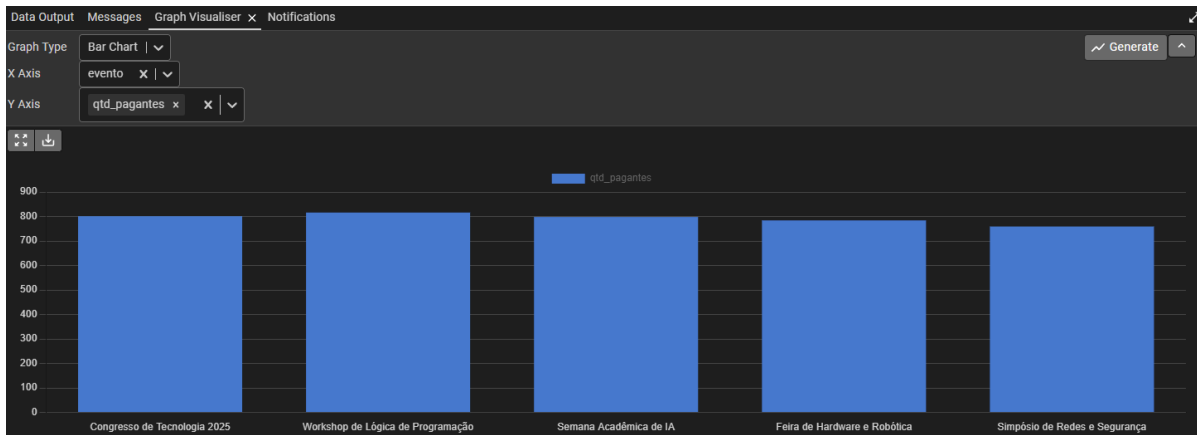 Data Output Messages Graph Visualiser × Notifications
Graph Type Bar Chart Generate
X Axis evento ×
Y Axis qtd_pagantes × ×
qtd_pagantes
900
800
700
600
500
400
300
200
100
0
Congresso de Tecnologia 2025 Workshop de Lógica de Programação Semana Acadêmica de IA Feira de Hardware e Robótica Simpósio de Redes e Segurança